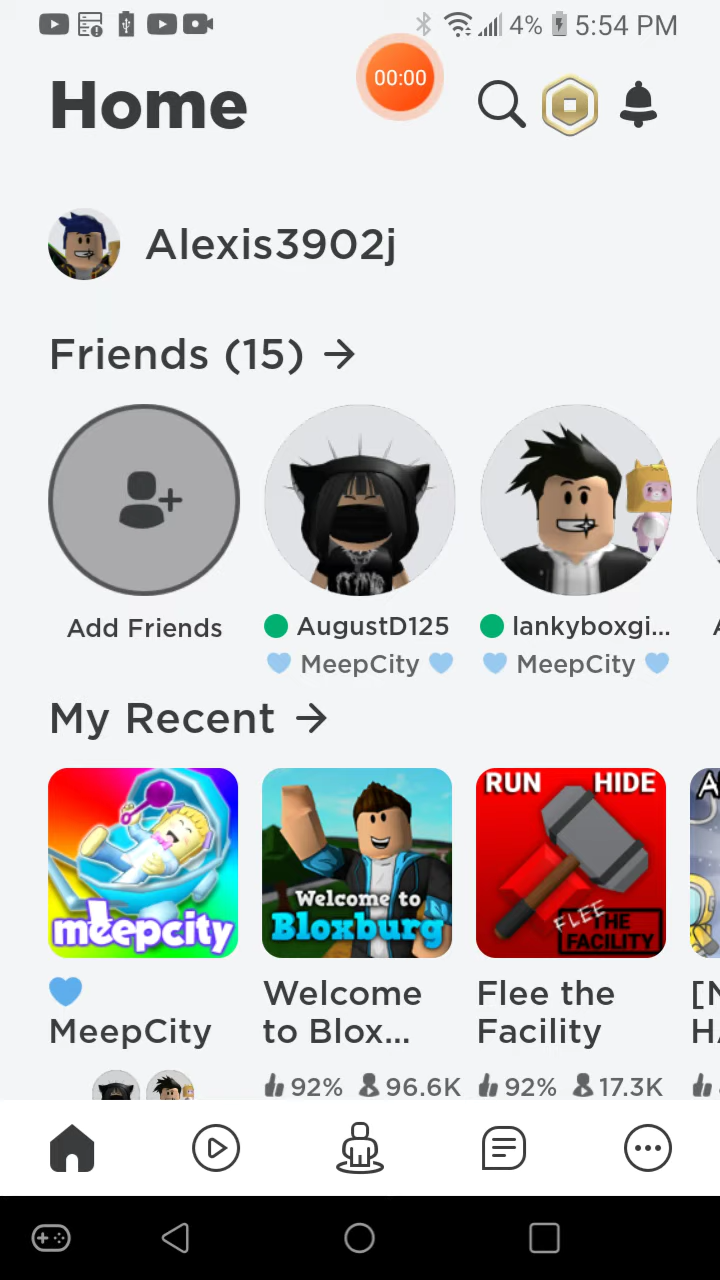 4% 5:54 PM
00:00
Home
Alexis3902j
Friends (15) →
Add Friends
AugustD125
lankyboxgi...
MeepCity
MeepCity
My Recent →
meepcity
Welcome to
Bloxburg
RUN HIDE
FLEE THE
FACILITY
MeepCity
Welcome
to Blox...
92% 96.6K
Flee the
Facility
92% 17.3K